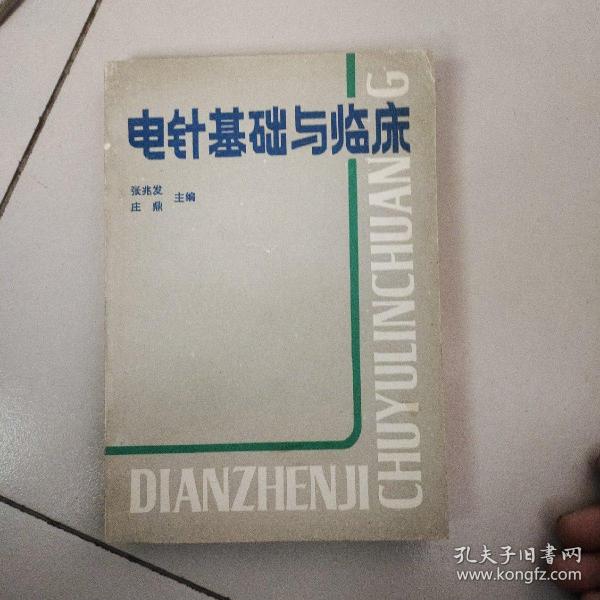 电针基础与临床
张兆发
庄鼎 主编
DIANZHENJI
CHUYULINCHUANG
孔夫子旧书网
www.kongfz.com